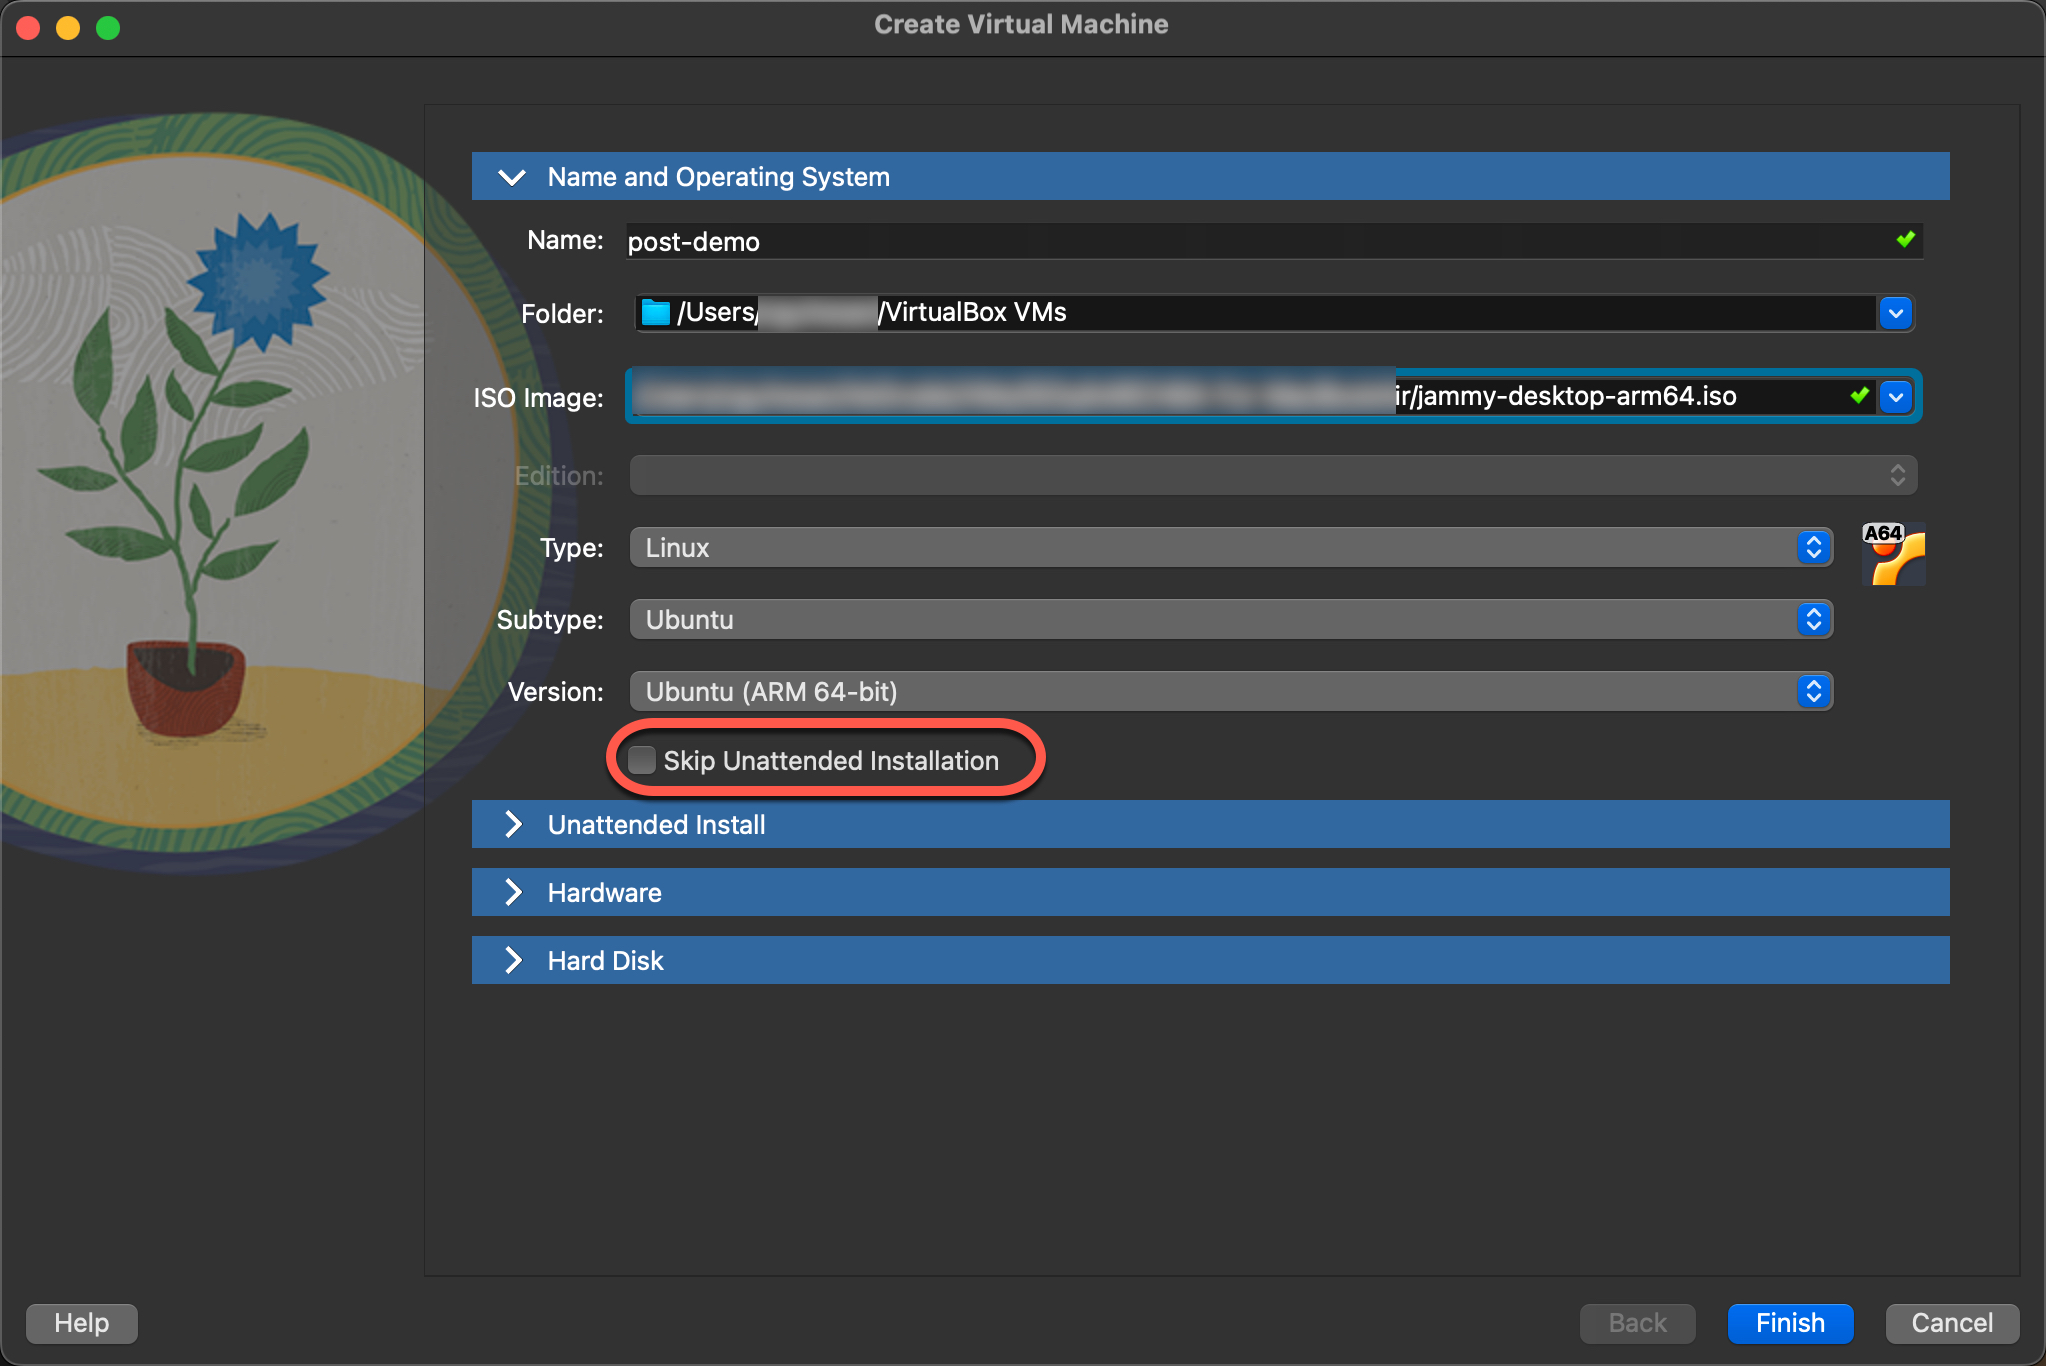 Create Virtual Machine
Name and Operating System
Name: post-demo
Folder: /Users/ /VirtualBox VMs
ISO Image: ir/jammy-desktop-arm64.iso
Edition:
Type: Linux
A64
Subtype: Ubuntu
Version: Ubuntu (ARM 64-bit)
Skip Unattended Installation
Unattended Install
Hardware
Hard Disk
Help Back Finish Cancel